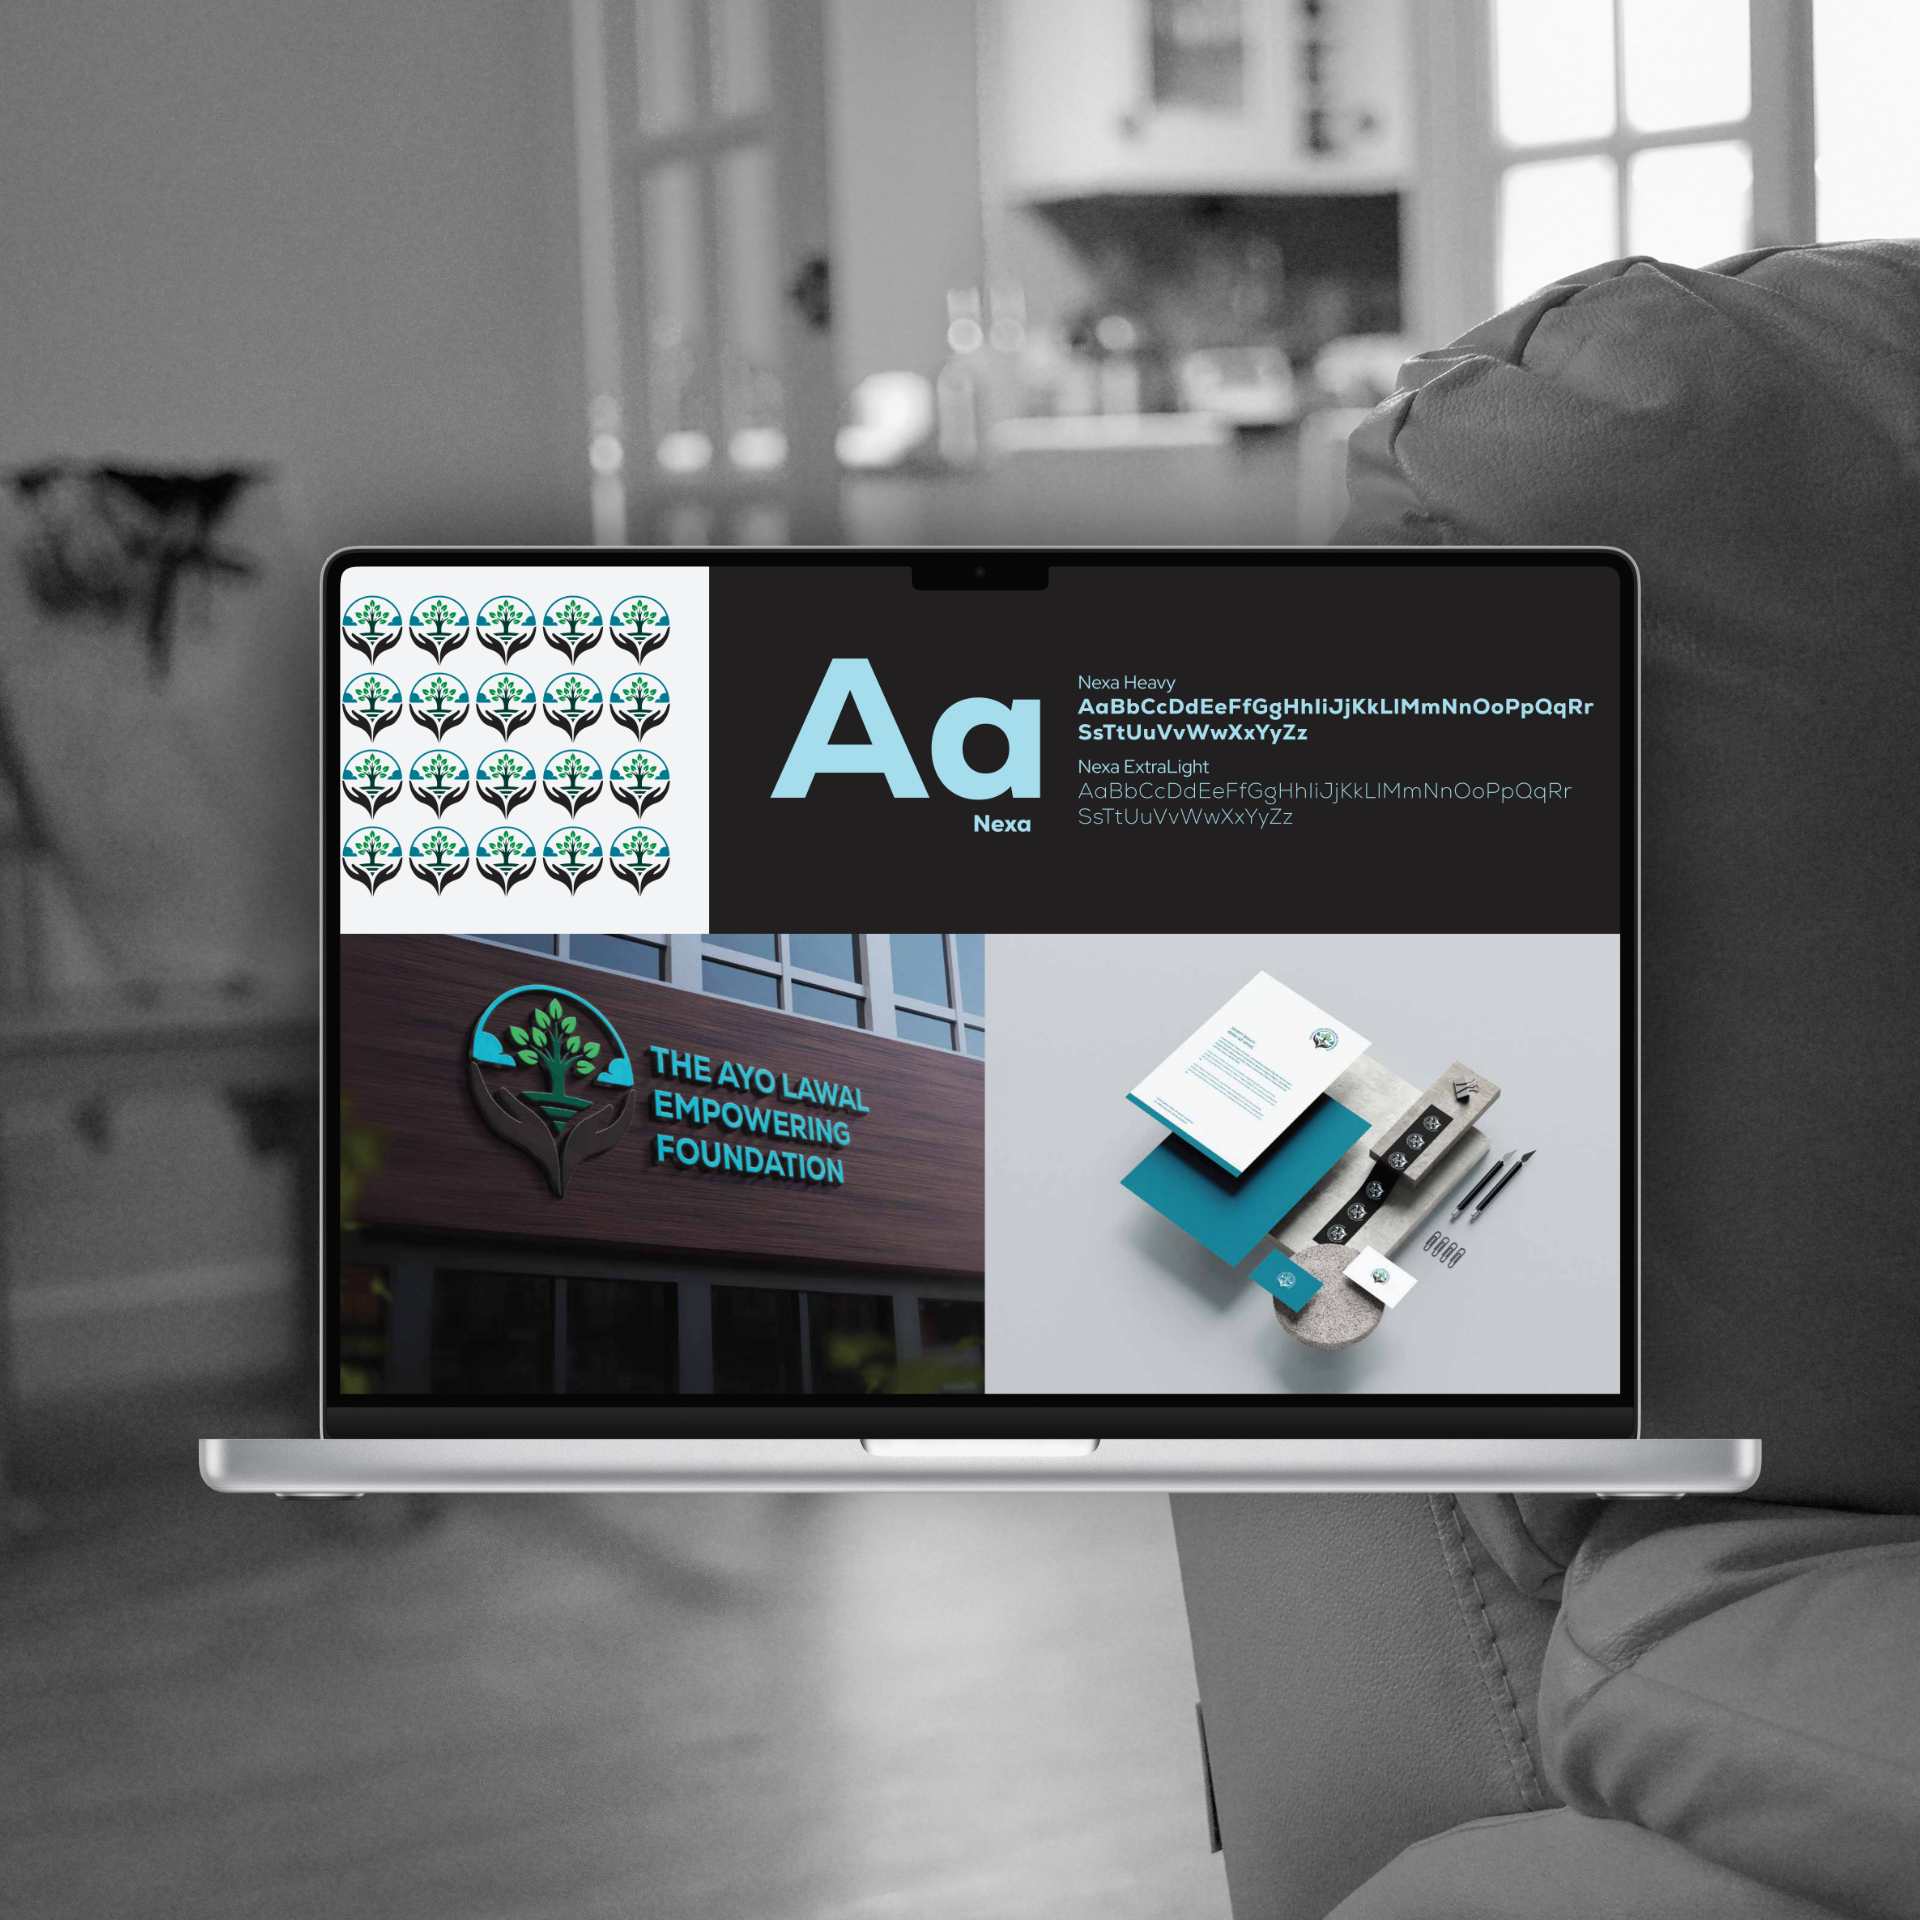 Aa
Nexa
Nexa Heavy
AaBbCcDdEeFfGgHhIiJjKkLlMmNnOoPpQqRr
SsTtUuVvWwXxYyZz
Nexa ExtraLight
AaBbCcDdEeFfGgHhIiJjKkLlMmNnOoPpQqRr
SsTtUuVvWwXxYyZz
THE AYO LAWAL
EMPOWERING
FOUNDATION